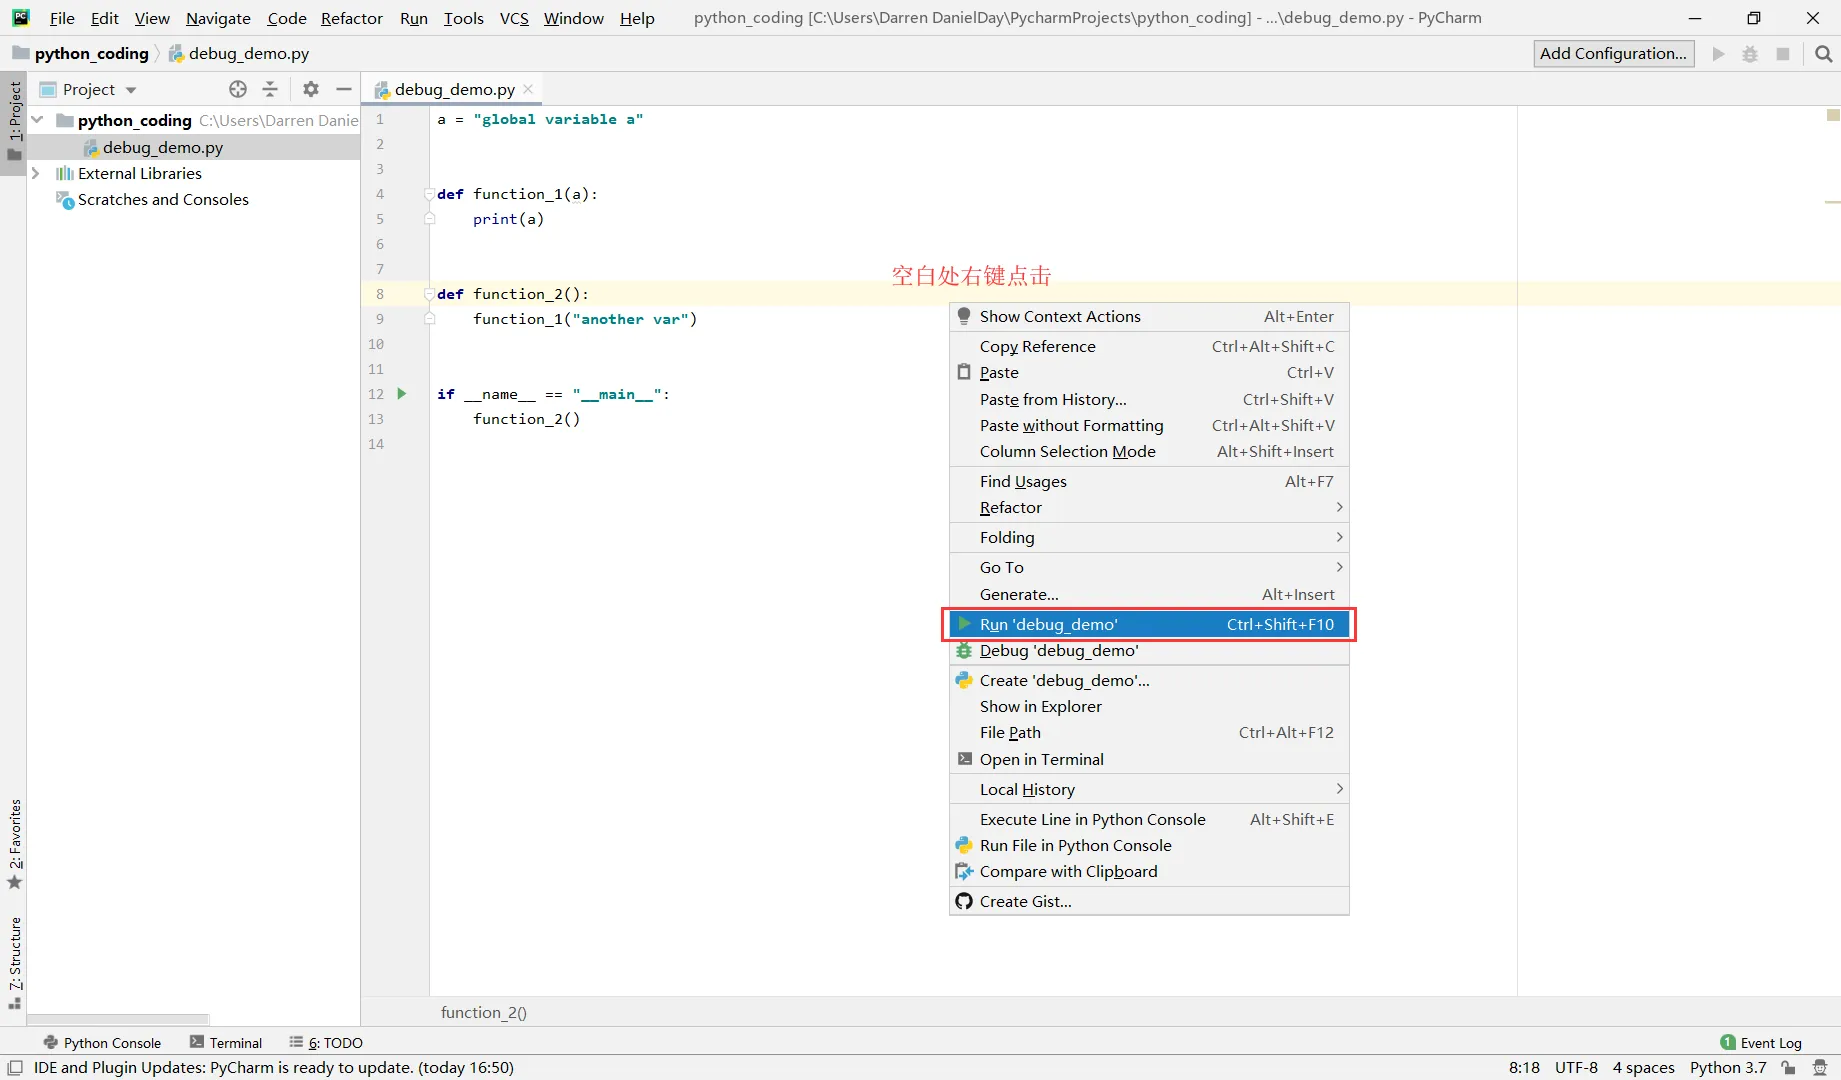 File Edit View Navigate Code Refactor Run Tools VCS Window Help python_coding [C:\Users\Darren DanielDay\PycharmProjects\python_coding] - ...\debug_demo.py - PyCharm
python_coding debug_demo.py Add Configuration...
1: Project
Project
debug_demo.py
python_coding C:\Users\Darren Danie
debug_demo.py
External Libraries
Scratches and Consoles
1 a = "global variable a"
2
3
4 def function_1(a):
5 print(a)
6
7
空白处右键点击
8 def function_2():
9 function_1("another var")
10
11
12 if __name__ == "__main__":
13 function_2()
14
Show Context Actions Alt+Enter
Copy Reference Ctrl+Alt+Shift+C
Paste Ctrl+V
Paste from History... Ctrl+Shift+V
Paste without Formatting Ctrl+Alt+Shift+V
Column Selection Mode Alt+Shift+Insert
Find Usages Alt+F7
Refactor
Folding
Go To
Generate... Alt+Insert
Run 'debug_demo' Ctrl+Shift+F10
Debug 'debug_demo'
Create 'debug_demo'...
Show in Explorer
File Path Ctrl+Alt+F12
Open in Terminal
Local History
Execute Line in Python Console Alt+Shift+E
Run File in Python Console
Compare with Clipboard
Create Gist...
2: Favorites
7: Structure
function_2()
Python Console Terminal 6: TODO 1 Event Log
IDE and Plugin Updates: PyCharm is ready to update. (today 16:50) 8:18 UTF-8 4 spaces Python 3.7